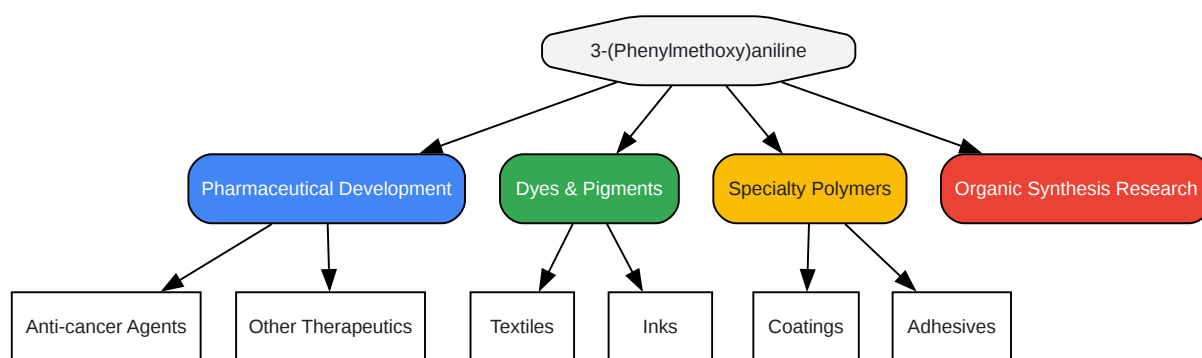 3-(Phenylmethoxy)aniline
Pharmaceutical Development
Dyes & Pigments
Specialty Polymers
Organic Synthesis Research
Anti-cancer Agents
Other Therapeutics
Textiles
Inks
Coatings
Adhesives